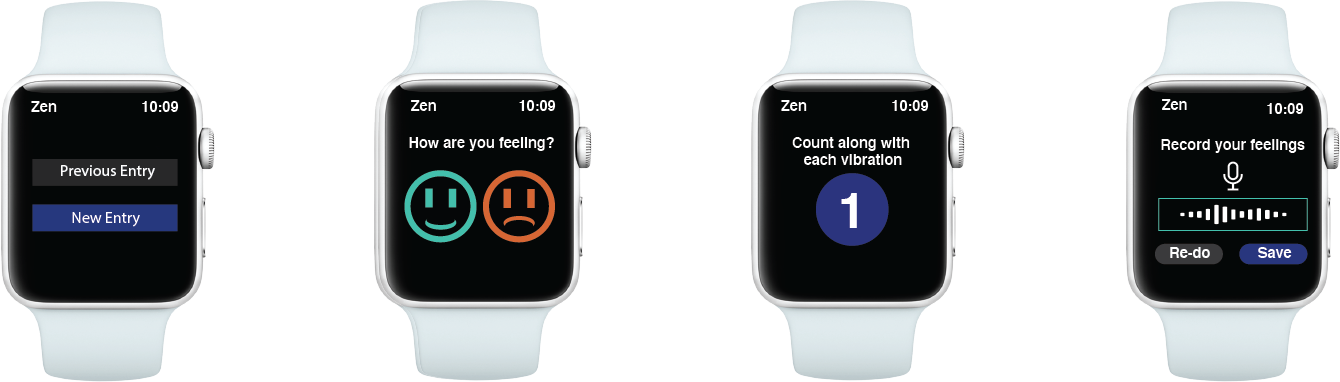 Zen 10:09
Previous Entry
New Entry
Zen 10:09
How are you feeling?
Zen 10:09
Count along with
each vibration
1
Zen 10:09
Record your feelings
Re-do Save